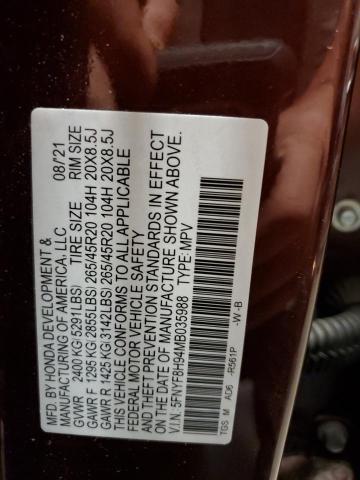 MFD. BY HONDA DEVELOPMENT & 08/21
MANUFACTURING OF AMERICA, LLC
GVWR 2400 KG(5291LBS) TIRE SIZE RIM SIZE
GAWR F 1295 KG(2855LBS)265/45R20 104H 20X8.5J
GAWR R 1425 KG(3142LBS)265/45R20 104H 20X8.5J
THIS VEHICLE CONFORMS TO ALL APPLICABLE
FEDERAL MOTOR VEHICLE SAFETY
AND THEFT PREVENTION STANDARDS IN EFFECT
ON THE DATE OF MANUFACTURE SHOWN ABOVE.
V.I.N: 5FNYF8H94MB035988 TYPE:MPV
TGS M AD6 -R561P -W -B